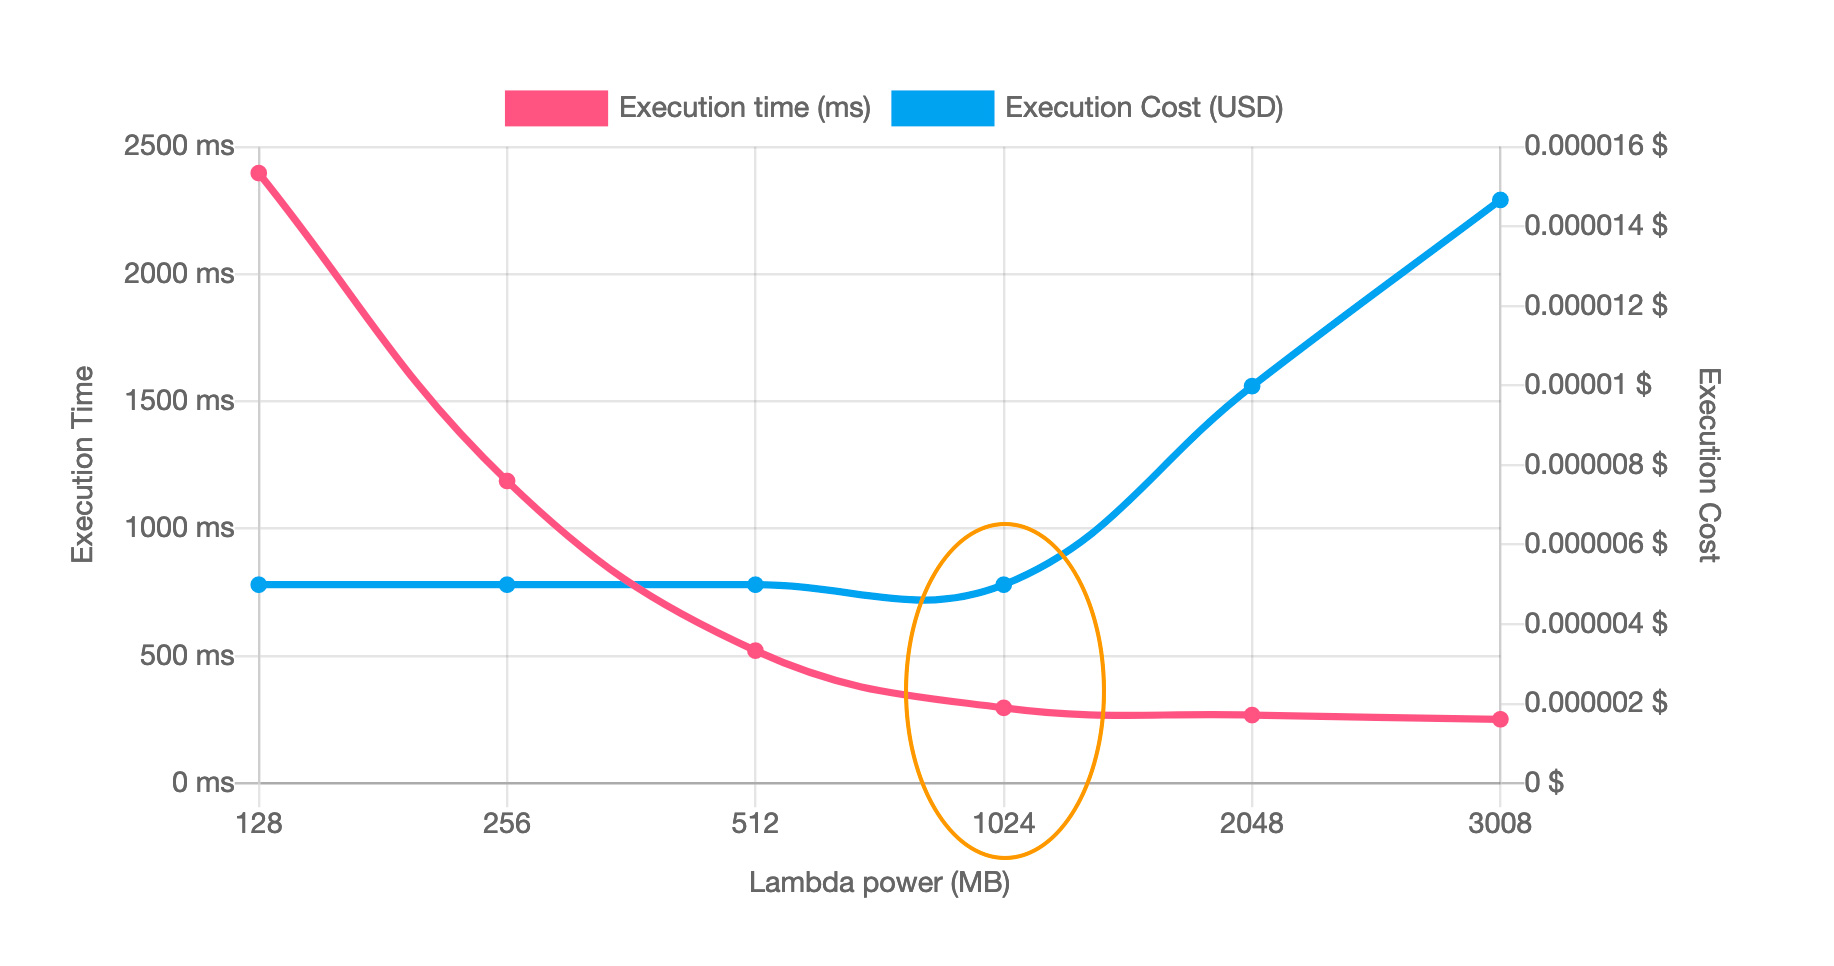 Execution time (ms) Execution Cost (USD)
2500 ms
2000 ms
1500 ms
1000 ms
500 ms
0 ms
Execution Time
0.000016 $
0.000014 $
0.000012 $
0.00001 $
0.000008 $
0.000006 $
0.000004 $
0.000002 $
0 $
Execution Cost
128 256 512 1024 2048 3008
Lambda power (MB)